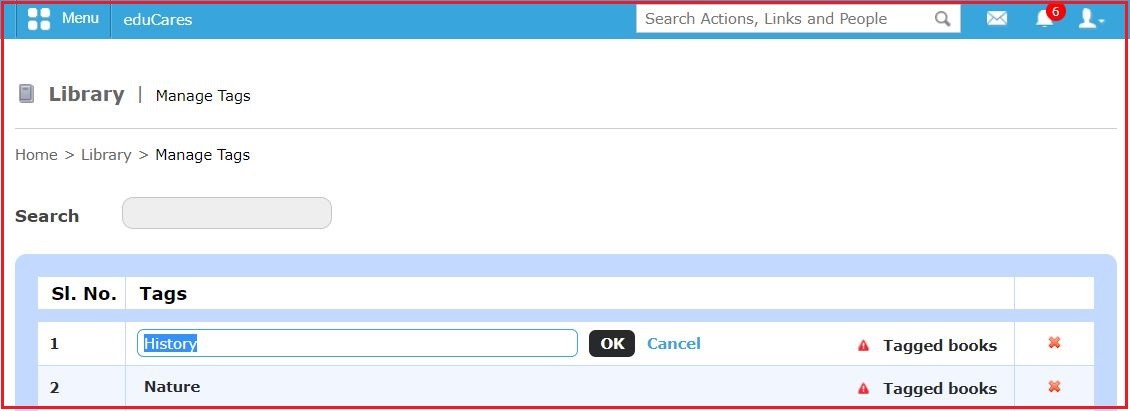 Menu eduCares Search Actions, Links and People 6
Library | Manage Tags
Home > Library > Manage Tags
Search
Sl. No. Tags
1 History OK Cancel Tagged books
2 Nature Tagged books